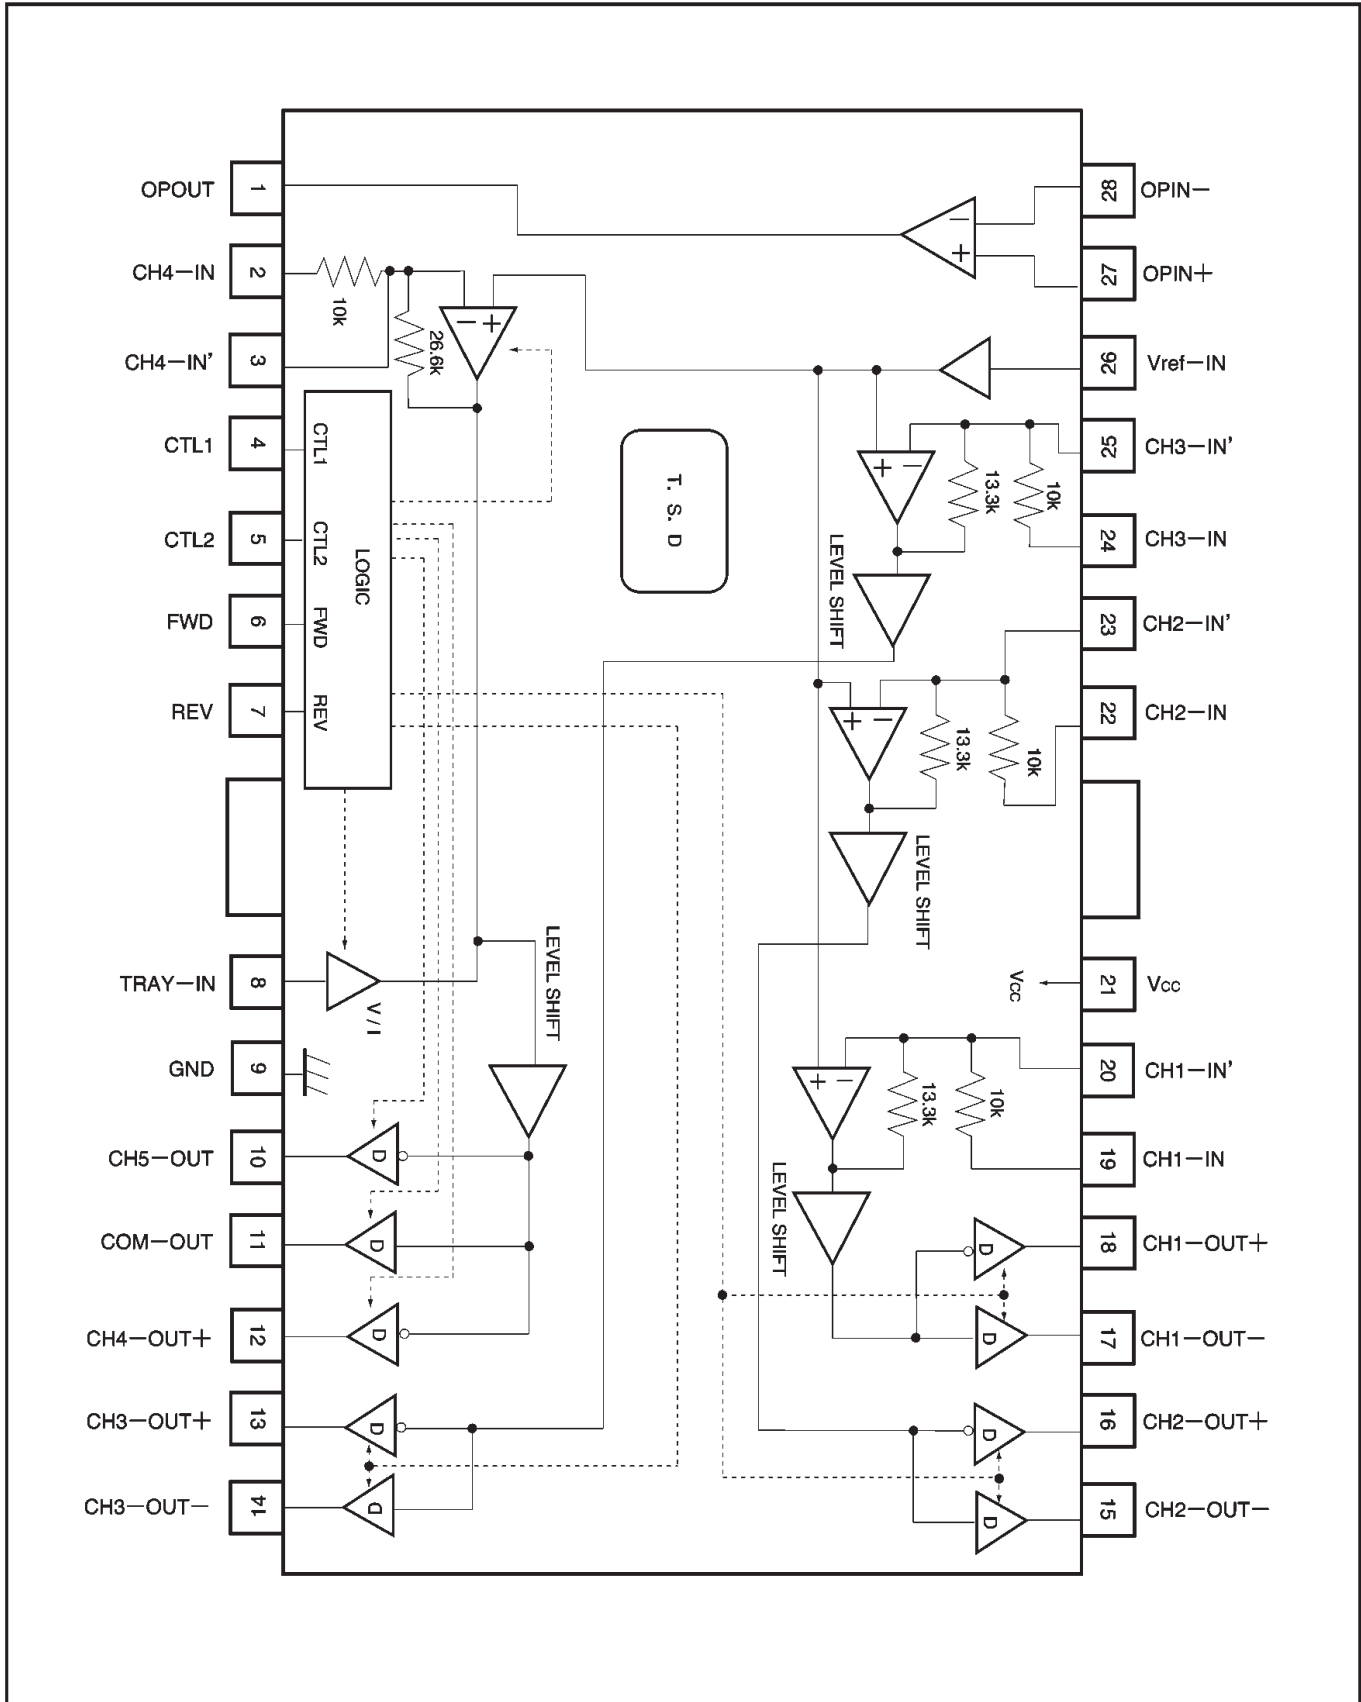 OPOUT 1
CH4-IN 2
CH4-IN' 3
CTL1 4
CTL2 5
FWD 6
REV 7
TRAY-IN 8
GND 9
CH5-OUT 10
COM-OUT 11
CH4-OUT+ 12
CH3-OUT+ 13
CH3-OUT- 14
10k
26.6k
- +
CTL1
CTL2
FWD
REV
LOGIC
V/I
LEVEL SHIFT
D
D
D
D
D
T. S. D
- +
+ -
13.3k
10k
LEVEL SHIFT
+ -
13.3k
10k
LEVEL SHIFT
Vcc
+ -
13.3k
10k
LEVEL SHIFT
D
D
D
D
28 OPIN-
27 OPIN+
26 Vref-IN
25 CH3-IN'
24 CH3-IN
23 CH2-IN'
22 CH2-IN
21 Vcc
20 CH1-IN'
19 CH1-IN
18 CH1-OUT+
17 CH1-OUT-
16 CH2-OUT+
15 CH2-OUT-